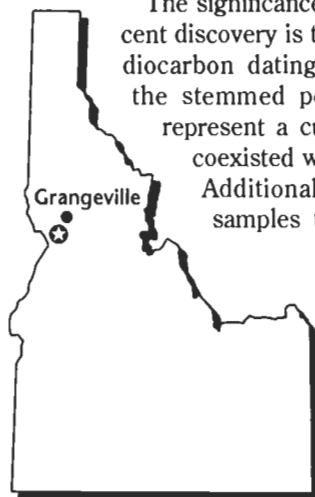 The significance
cent discovery is t
diocarbon dating
the stemmed p
represent a cu
coexisted w
Additional
samples t
Grangeville